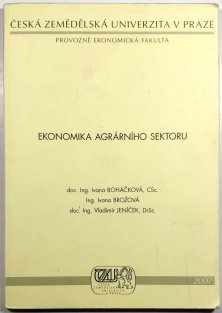 ČESKÁ ZEMĚDĚLSKÁ UNIVERZITA V PRAZE
PROVOZNĚ EKONOMICKÁ FAKULTA
EKONOMIKA AGRÁRNÍHO SEKTORU
doc. Ing. Ivana BOHÁČKOVÁ, CSc.
Ing. Ivana BROŽOVÁ
doc. Ing. Vladimír JENÍČEK, DrSc.
2007